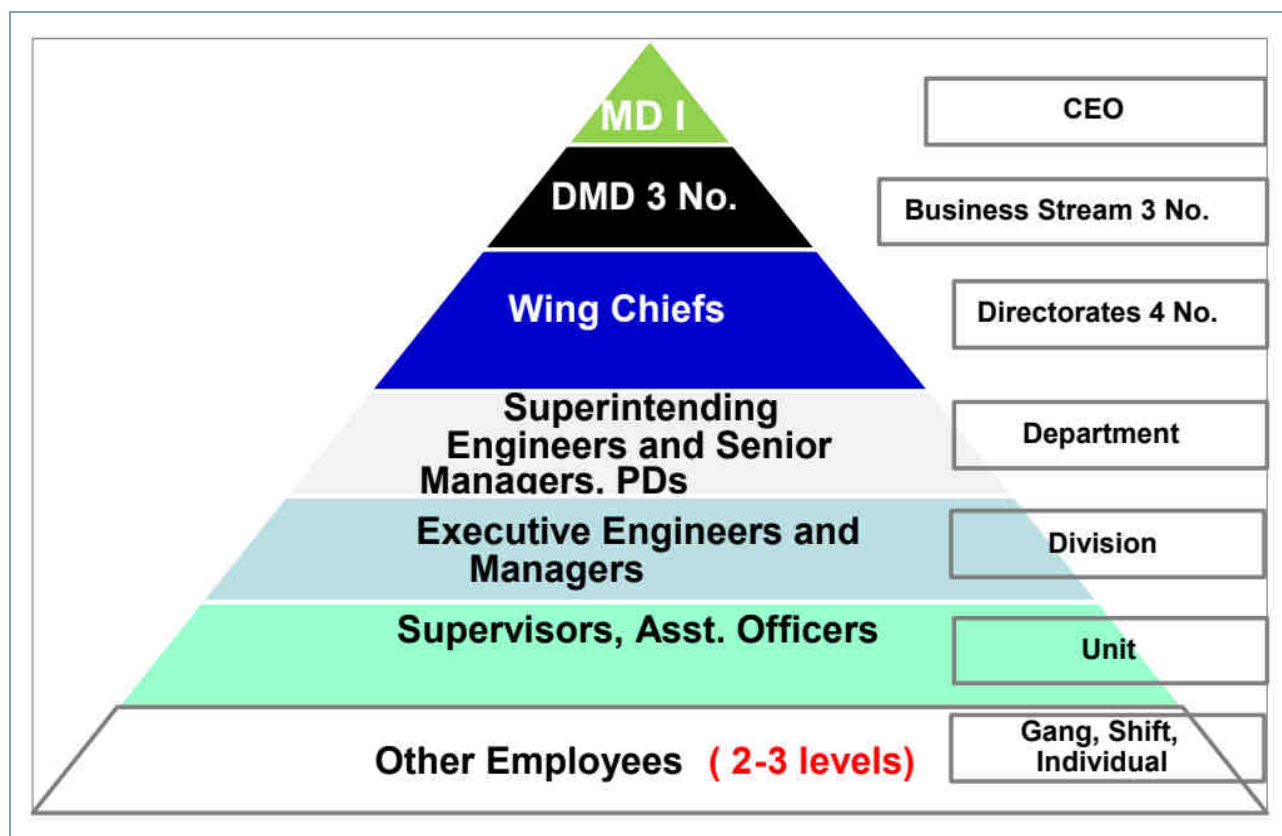 MD I
CEO
DMD 3 No.
Business Stream 3 No.
Wing Chiefs
Directorates 4 No.
Superintending
Engineers and Senior
Managers, PDs
Department
Executive Engineers and
Managers
Division
Supervisors, Asst. Officers
Unit
Other Employees ( 2-3 levels)
Gang, Shift,
Individual